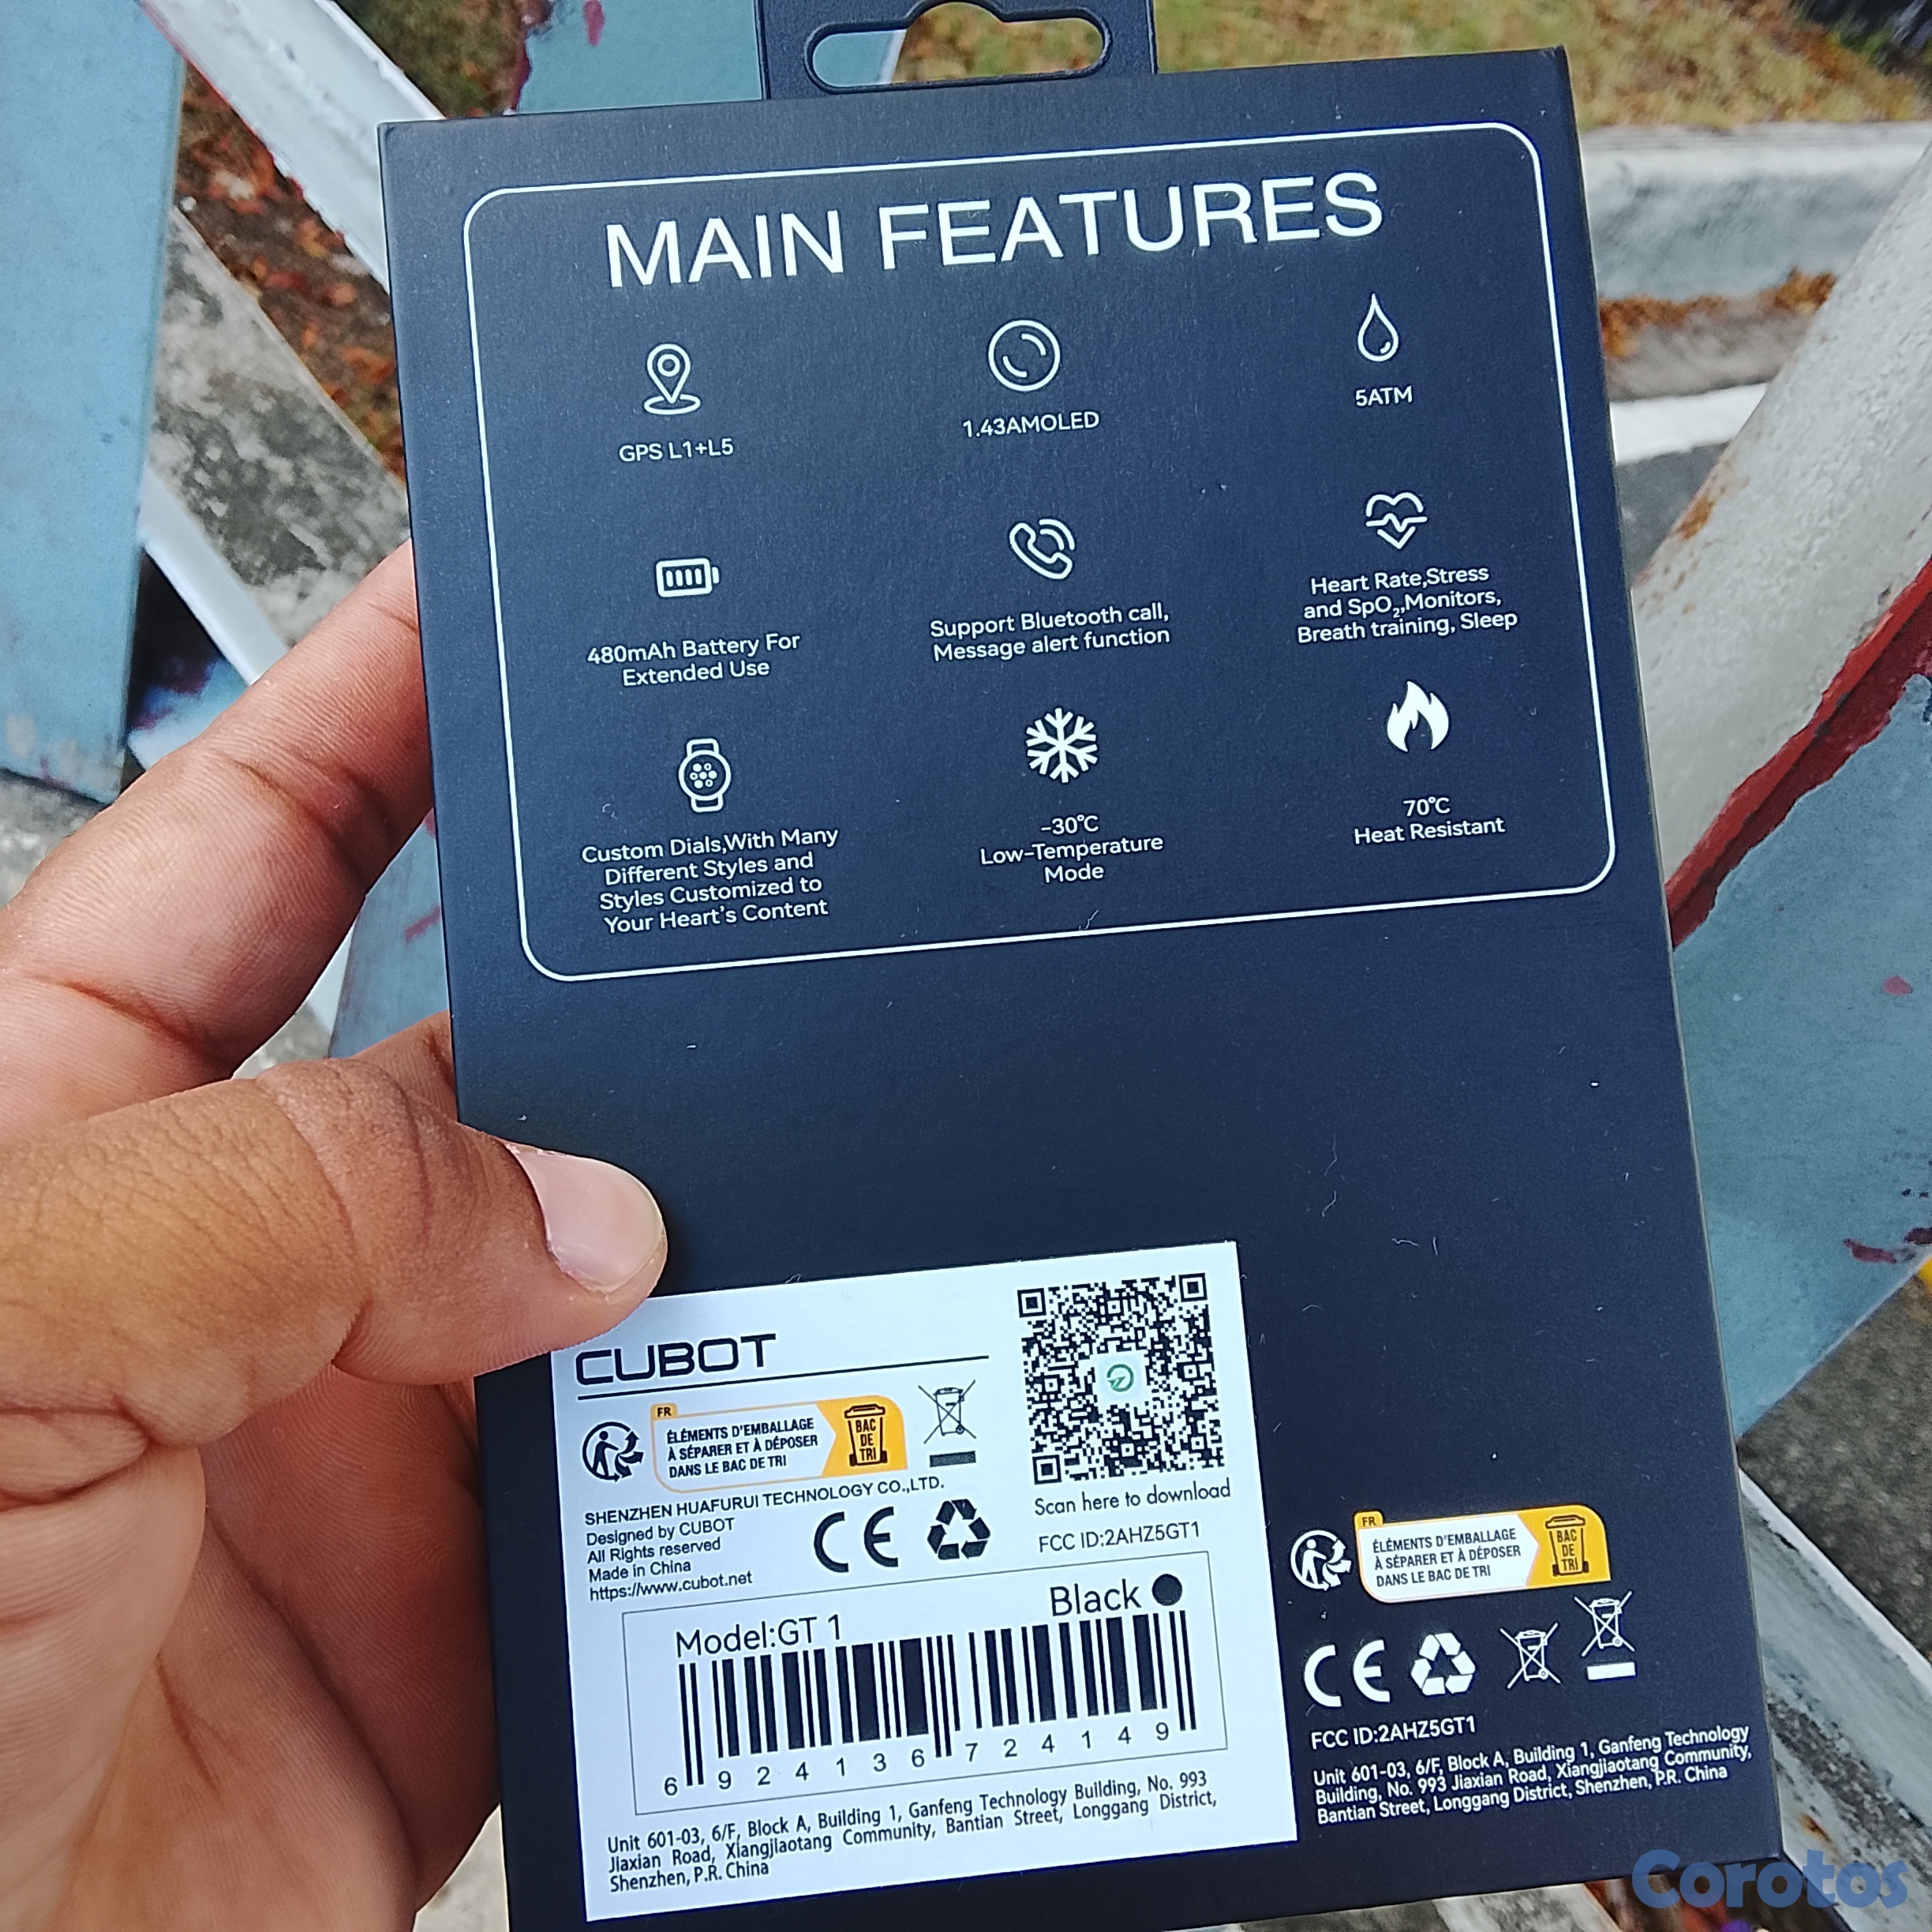 MAIN FEATURES
GPS L1+L5
1.43AMOLED
5ATM
480mAh Battery For
Extended Use
Support Bluetooth call,
Message alert function
Heart Rate,Stress
and SpO₂,Monitors,
Breath training, Sleep
Custom Dials,With Many
Different Styles and
Styles Customized to
Your Heart's Content
-30℃
Low-Temperature
Mode
70℃
Heat Resistant
CUBOT
FR
ÉLÉMENTS D'EMBALLAGE
À SÉPARER ET À DÉPOSER
DANS LE BAC DE TRI
BAC
DE
TRI
SHENZHEN HUAFURUI TECHNOLOGY CO.,LTD.
Designed by CUBOT
All Rights reserved
Made in China
https://www.cubot.net
CE
Scan here to download
FCC ID:2AHZ5GT1
Model:GT 1
Black
6 924136 724149
Unit 601-03, 6/F, Block A, Building 1, Ganfeng Technology Building, No. 993
Jiaxian Road, Xiangjiaotang Community, Bantian Street, Longgang District,
Shenzhen, P.R. China
FR
ÉLÉMENTS D'EMBALLAGE
À SÉPARER ET À DÉPOSER
DANS LE BAC DE TRI
BAC
DE
TRI
CE
FCC ID:2AHZ5GT1
Unit 601-03, 6/F, Block A, Building 1, Ganfeng Technology
Building, No. 993 Jiaxian Road, Xiangjiaotang Community,
Bantian Street, Longgang District, Shenzhen, P.R. China
Corotos